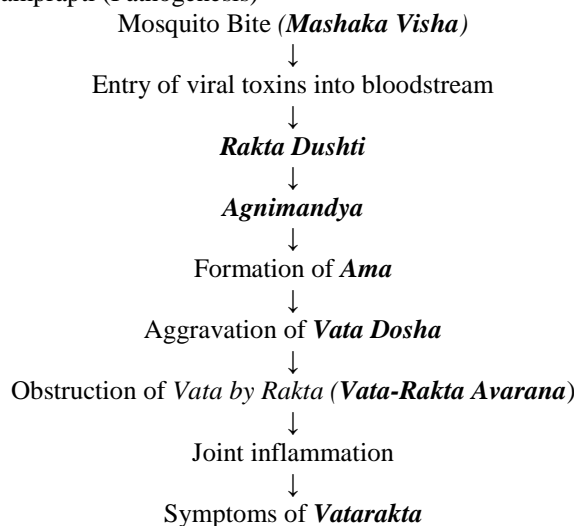 Mosquito Bite (Mashaka Visha)
↓
Entry of viral toxins into bloodstream
↓
Rakta Dushti
↓
Agnimandya
↓
Formation of Ama
↓
Aggravation of Vata Dosha
↓
Obstruction of Vata by Rakta (Vata-Rakta Avarana)
↓
Joint inflammation
↓
Symptoms of Vatarakta